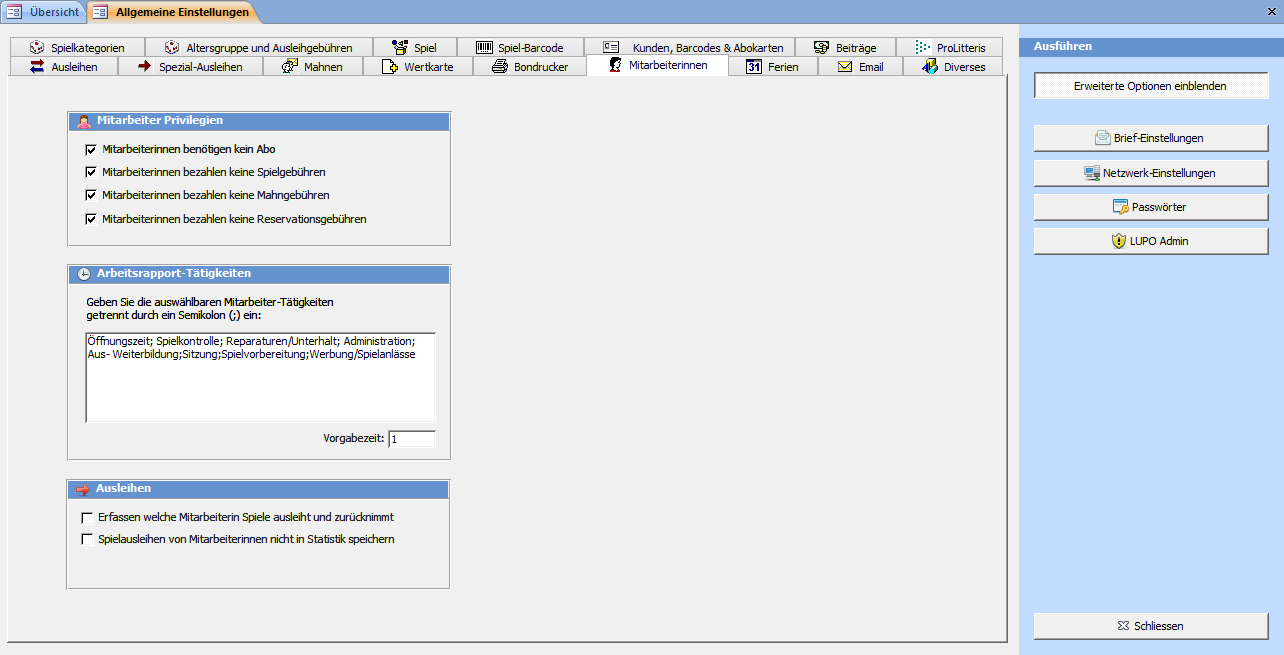 Übersicht
Allgemeine Einstellungen
Spielkategorien
Altersgruppe und Ausleihgebühren
Spiel
Spiel-Barcode
Kunden, Barcodes & Abokarten
Beiträge
ProLitteris
Ausleihen
Spezial-Ausleihen
Mahnen
Wertkarte
Bondrucker
Mitarbeiterinnen
31 Ferien
Email
Diverses
Mitarbeiter Privilegien
Mitarbeiterinnen benötigen kein Abo
Mitarbeiterinnen bezahlen keine Spielgebühren
Mitarbeiterinnen bezahlen keine Mahngebühren
Mitarbeiterinnen bezahlen keine Reservationsgebühren
Arbeitsrapport-Tätigkeiten
Geben Sie die auswählbaren Mitarbeiter-Tätigkeiten
getrennt durch ein Semikolon (;) ein:
Öffnungszeit; Spielkontrolle; Reparaturen/Unterhalt; Administration;
Aus- Weiterbildung;Sitzung;Spielvorbereitung;Werbung/Spielanlässe
Vorgabezeit: 1
Ausleihen
Erfassen welche Mitarbeiterin Spiele ausleiht und zurücknimmt
Spielausleihen von Mitarbeiterinnen nicht in Statistik speichern
Ausführen
Erweiterte Optionen einblenden
Brief-Einstellungen
Netzwerk-Einstellungen
Passwörter
LUPO Admin
Schliessen